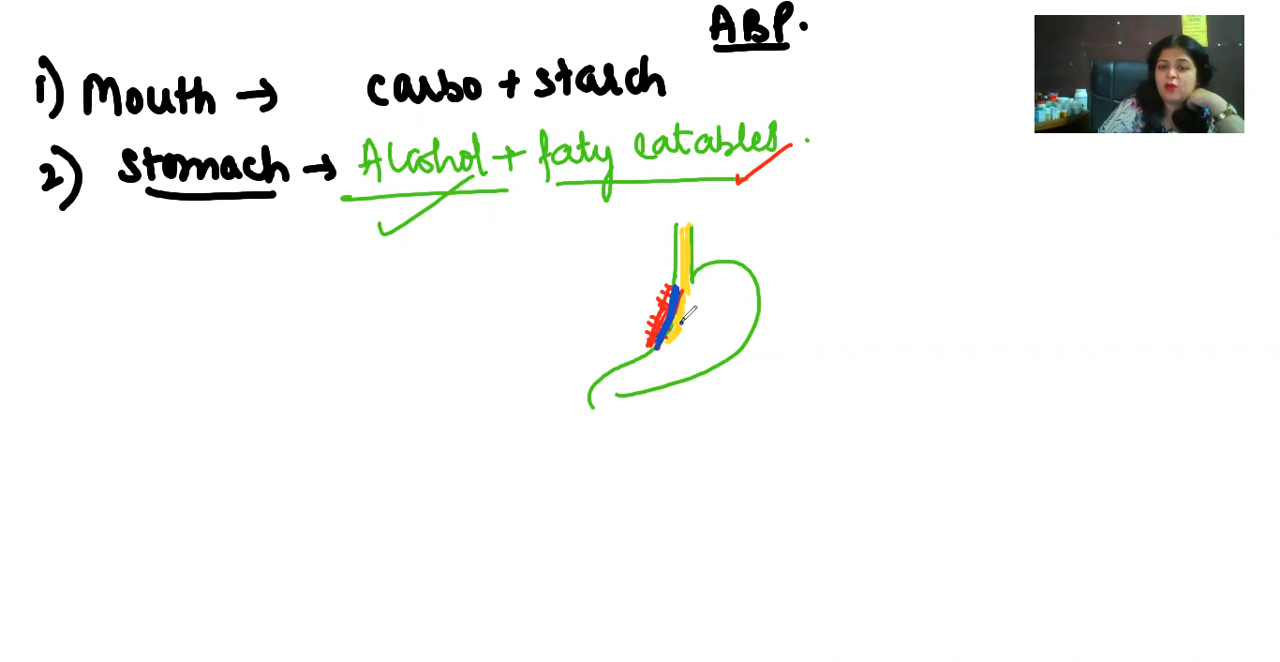 ABP.
1) Mouth → carbo + starch
2) Stomach → Alcohol + faty eatables.